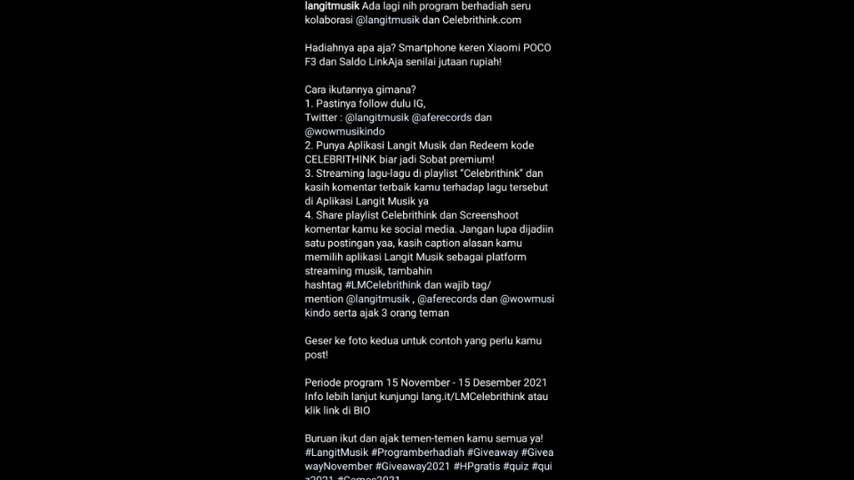 langitmusik Ada lagi nih program berhadiah seru
kolaborasi @langitmusik dan Celebrithink.com
Hadiahnya apa aja? Smartphone keren Xiaomi POCO
F3 dan Saldo LinkAja senilai jutaan rupiah!
Cara ikutannya gimana?
1. Pastinya follow dulu IG,
Twitter : @langitmusik @aferecords dan
@wowmusikindo
2. Punya Aplikasi Langit Musik dan Redeem kode
CELEBRITHINK biar jadi Sobat premium!
3. Streaming lagu-lagu di playlist “Celebrithink” dan
kasih komentar terbaik kamu terhadap lagu tersebut
di Aplikasi Langit Musik ya
4. Share playlist Celebrithink dan Screenshoot
komentar kamu ke social media. Jangan lupa dijadiin
satu postingan yaa, kasih caption alasan kamu
memilih aplikasi Langit Musik sebagai platform
streaming musik, tambahin
hashtag #LMCelebrithink dan wajib tag/
mention @langitmusik , @aferecords dan @wowmusi
kindo serta ajak 3 orang teman
Geser ke foto kedua untuk contoh yang perlu kamu
post!
Periode program 15 November - 15 Desember 2021
Info lebih lanjut kunjungi lang.it/LMCelebrithink atau
klik link di BIO
Buruan ikut dan ajak temen-temen kamu semua ya!
#LangitMusik #Programberhadiah #Giveaway #Givea
wayNovember #Giveaway2021 #HPgratis #quiz #qui
z2021 #Games2021